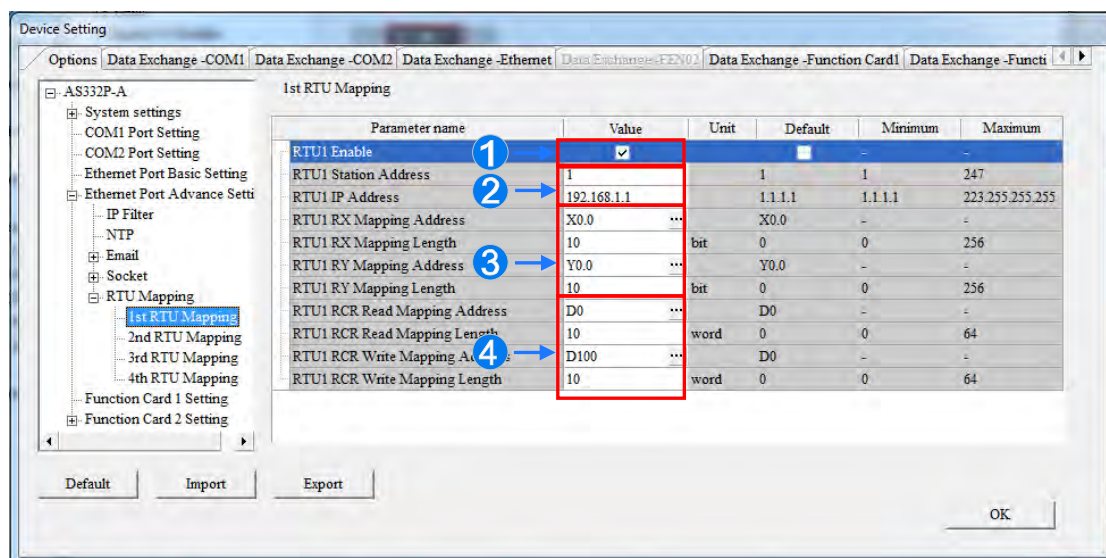 Device Setting
Options Data Exchange -COM1 Data Exchange -COM2 Data Exchange -Ethernet Data Exchange-FEN02 Data Exchange -Function Card1 Data Exchange -Functi
AS332P-A
System settings
COM1 Port Setting
COM2 Port Setting
Ethernet Port Basic Setting
Ethernet Port Advance Setti
IP Filter
NTP
Email
Socket
RTU Mapping
1st RTU Mapping
2nd RTU Mapping
3rd RTU Mapping
4th RTU Mapping
Function Card 1 Setting
Function Card 2 Setting
1st RTU Mapping
Parameter name Value Unit Default Minimum Maximum
RTU1 Enable 1 - -
RTU1 Station Address 1 1 1 247
2
RTU1 IP Address 192.168.1.1 1.1.1.1 1.1.1.1 223.255.255.255
RTU1 RX Mapping Address X0.0 ... X0.0 - -
RTU1 RX Mapping Length 10 bit 0 0 256
RTU1 RY Mapping Address 3 Y0.0 ... Y0.0 - -
RTU1 RY Mapping Length 10 bit 0 0 256
RTU1 RCR Read Mapping Address D0 ... D0 - -
RTU1 RCR Read Mapping Length 10 word 0 0 64
RTU1 RCR Write Mapping 4 D100 ... D0 - -
RTU1 RCR Write Mapping Length 10 word 0 0 64
Default Import Export
OK